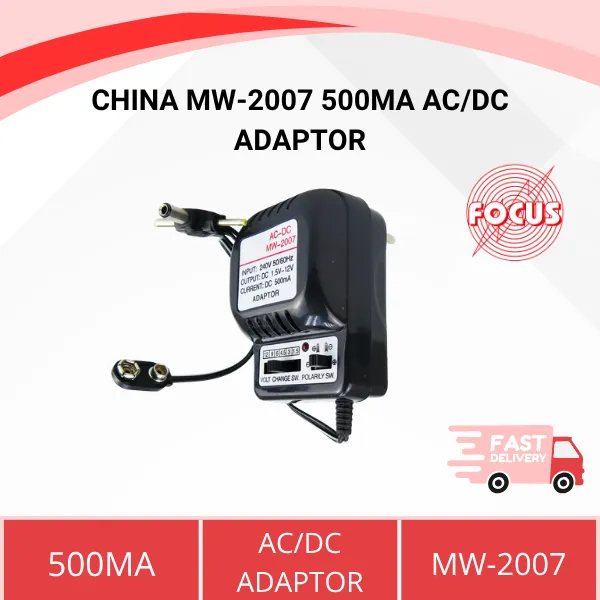 CHINA MW-2007 500MA AC/DC
ADAPTOR
FOCUS
AC-DC
MW-2007
INPUT: 240V 50/60Hz
OUTPUT: DC 1.5V-12V
CURRENT: DC 500mA
ADAPTOR
VOLT CHANGE SW. POLARILY SW.
FAST
DELIVERY
500MA
AC/DC
ADAPTOR
MW-2007